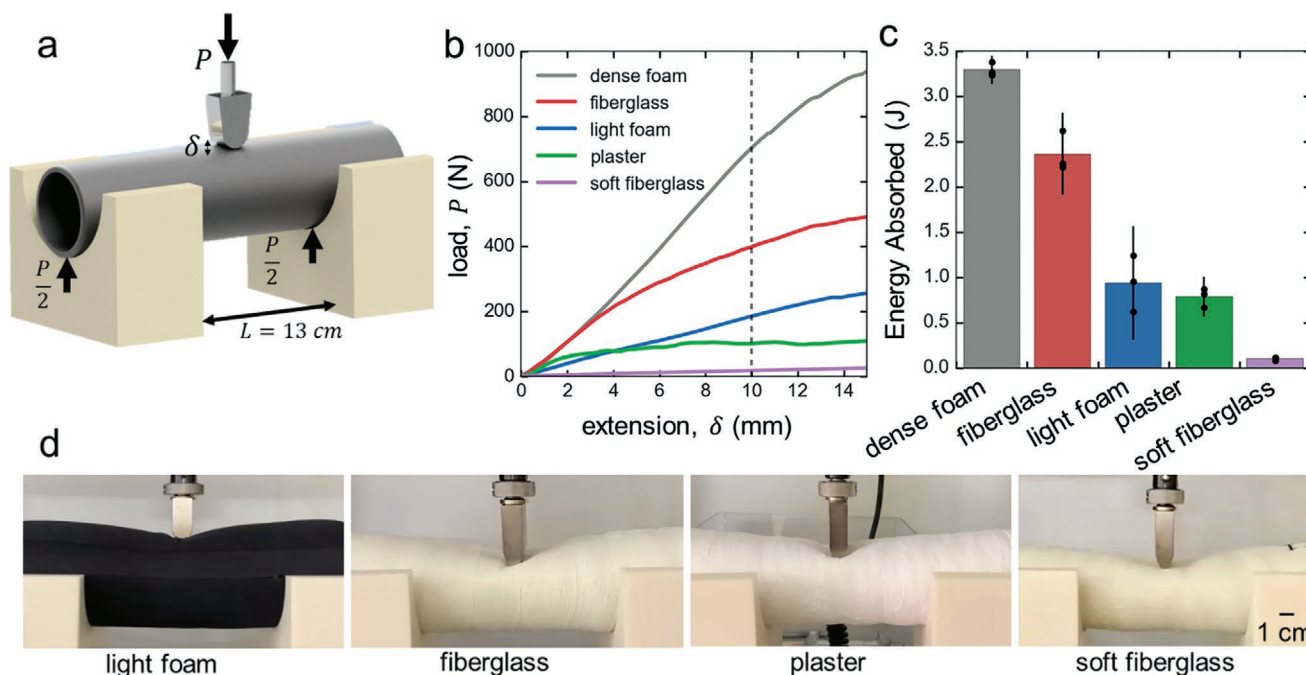 a
P
δ
P
2
P
2
L = 13 cm
b
load, P (N)
1000
800
600
400
200
0
dense foam
fiberglass
light foam
plaster
soft fiberglass
0 2 4 6 8 10 12 14
extension, δ (mm)
c
Energy Absorbed (J)
3.5
3.0
2.5
2.0
1.5
1.0
0.5
0.0
dense foam
fiberglass
light foam
plaster
soft fiberglass
d
1 cm
light foam
fiberglass
plaster
soft fiberglass